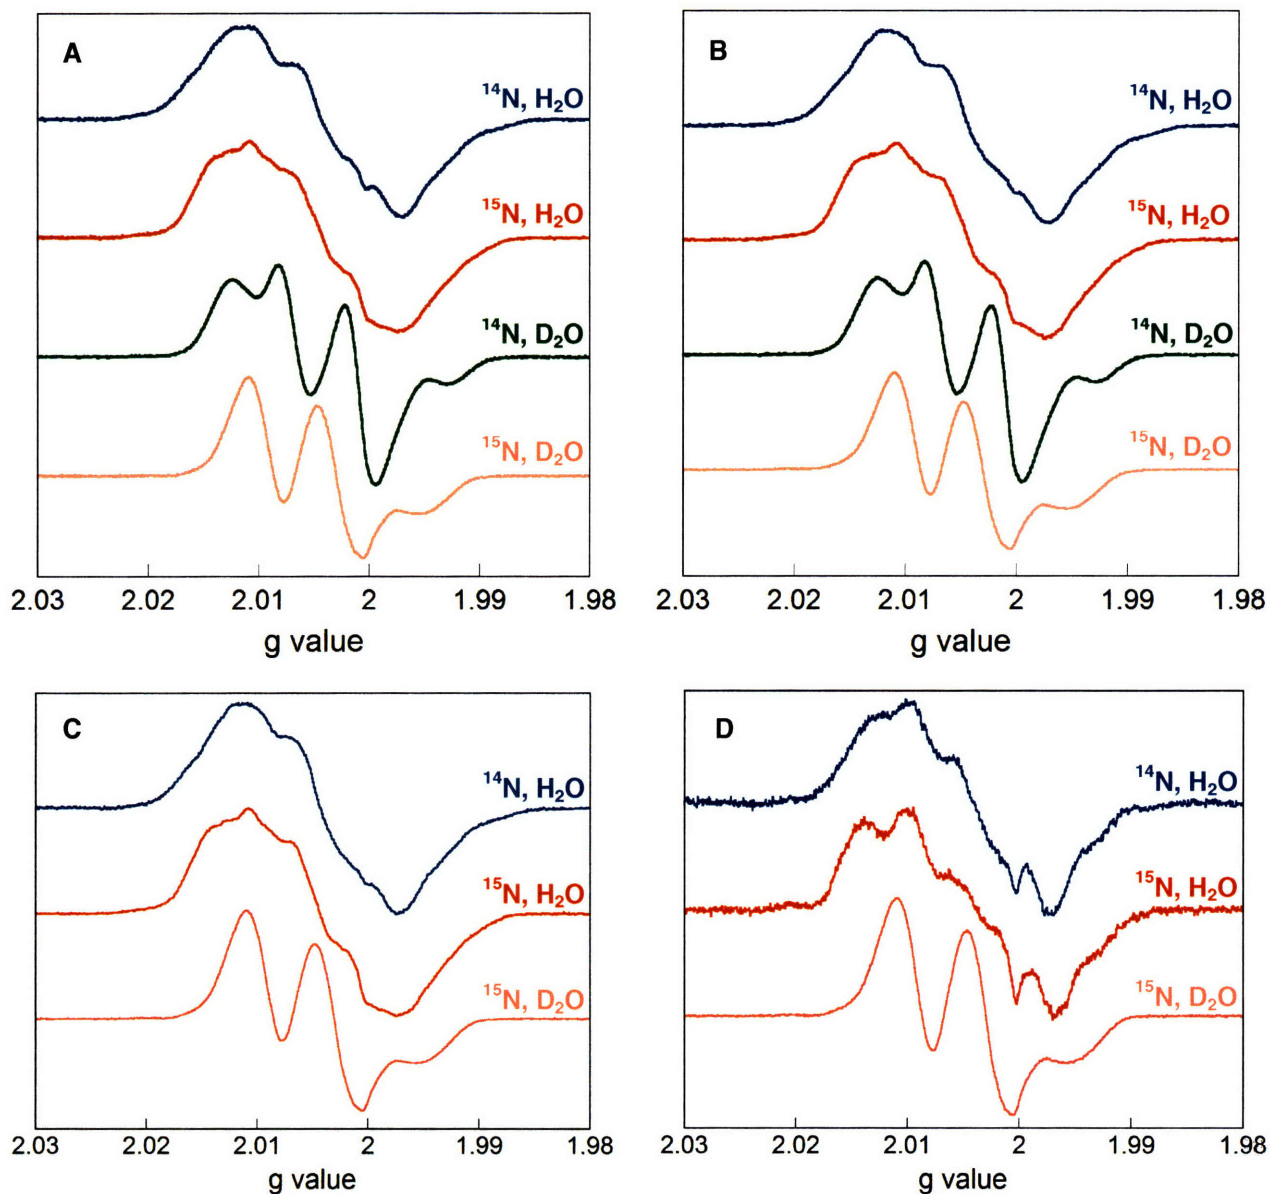 A
¹⁴N, H₂O
¹⁵N, H₂O
¹⁴N, D₂O
¹⁵N, D₂O
2.03 2.02 2.01 2 1.99 1.98
g value
B
¹⁴N, H₂O
¹⁵N, H₂O
¹⁴N, D₂O
¹⁵N, D₂O
2.03 2.02 2.01 2 1.99 1.98
g value
C
¹⁴N, H₂O
¹⁵N, H₂O
¹⁵N, D₂O
2.03 2.02 2.01 2 1.99 1.98
g value
D
¹⁴N, H₂O
¹⁵N, H₂O
¹⁵N, D₂O
2.03 2.02 2.01 2 1.99 1.98
g value